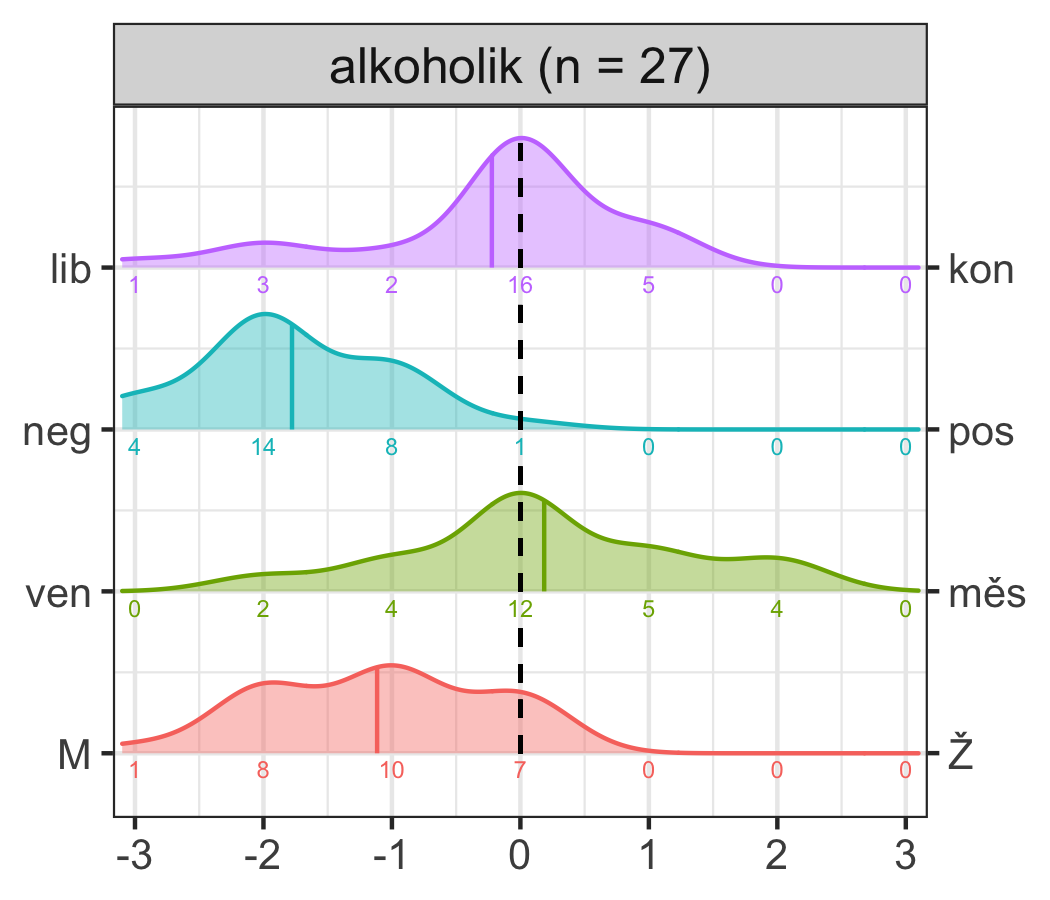 alkoholik (n = 27)
lib kon
1 3 2 16 5 0 0
neg pos
4 14 8 1 0 0 0
ven měs
0 2 4 12 5 4 0
M Ž
1 8 10 7 0 0 0
-3 -2 -1 0 1 2 3